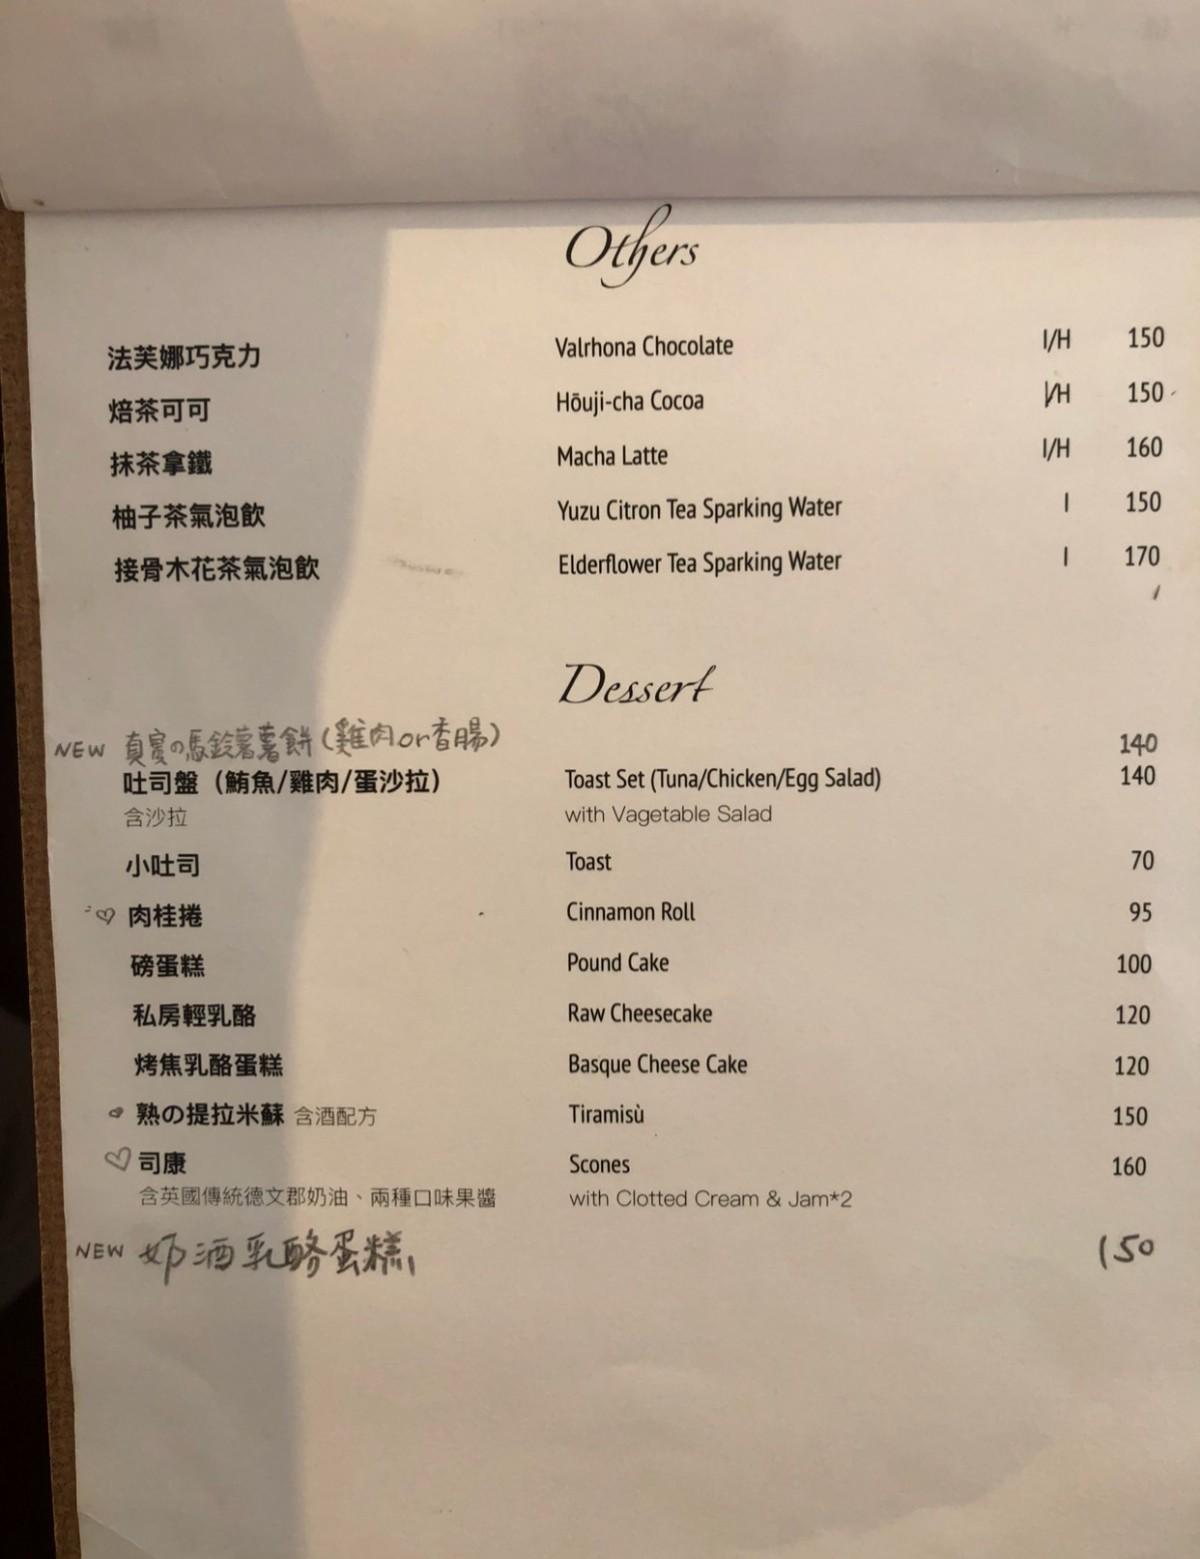 Others
法芙娜巧克力 Valrhona Chocolate I/H 150
焙茶可可 Hōuji-cha Cocoa I/H 150
抹茶拿鐵 Macha Latte I/H 160
柚子茶氣泡飲 Yuzu Citron Tea Sparking Water I 150
接骨木花茶氣泡飲 Elderflower Tea Sparking Water I 170
Dessert
NEW 真實の馬鈴薯薯餅(雞肉or香腸) 140
吐司盤（鮪魚/雞肉/蛋沙拉） Toast Set (Tuna/Chicken/Egg Salad) 140
含沙拉 with Vagetable Salad
小吐司 Toast 70
肉桂捲 Cinnamon Roll 95
磅蛋糕 Pound Cake 100
私房輕乳酪 Raw Cheesecake 120
烤焦乳酪蛋糕 Basque Cheese Cake 120
熟の提拉米蘇 含酒配方 Tiramisù 150
司康 Scones 160
含英國傳統德文郡奶油、兩種口味果醬 with Clotted Cream & Jam*2
NEW 奶酒乳酪蛋糕 150